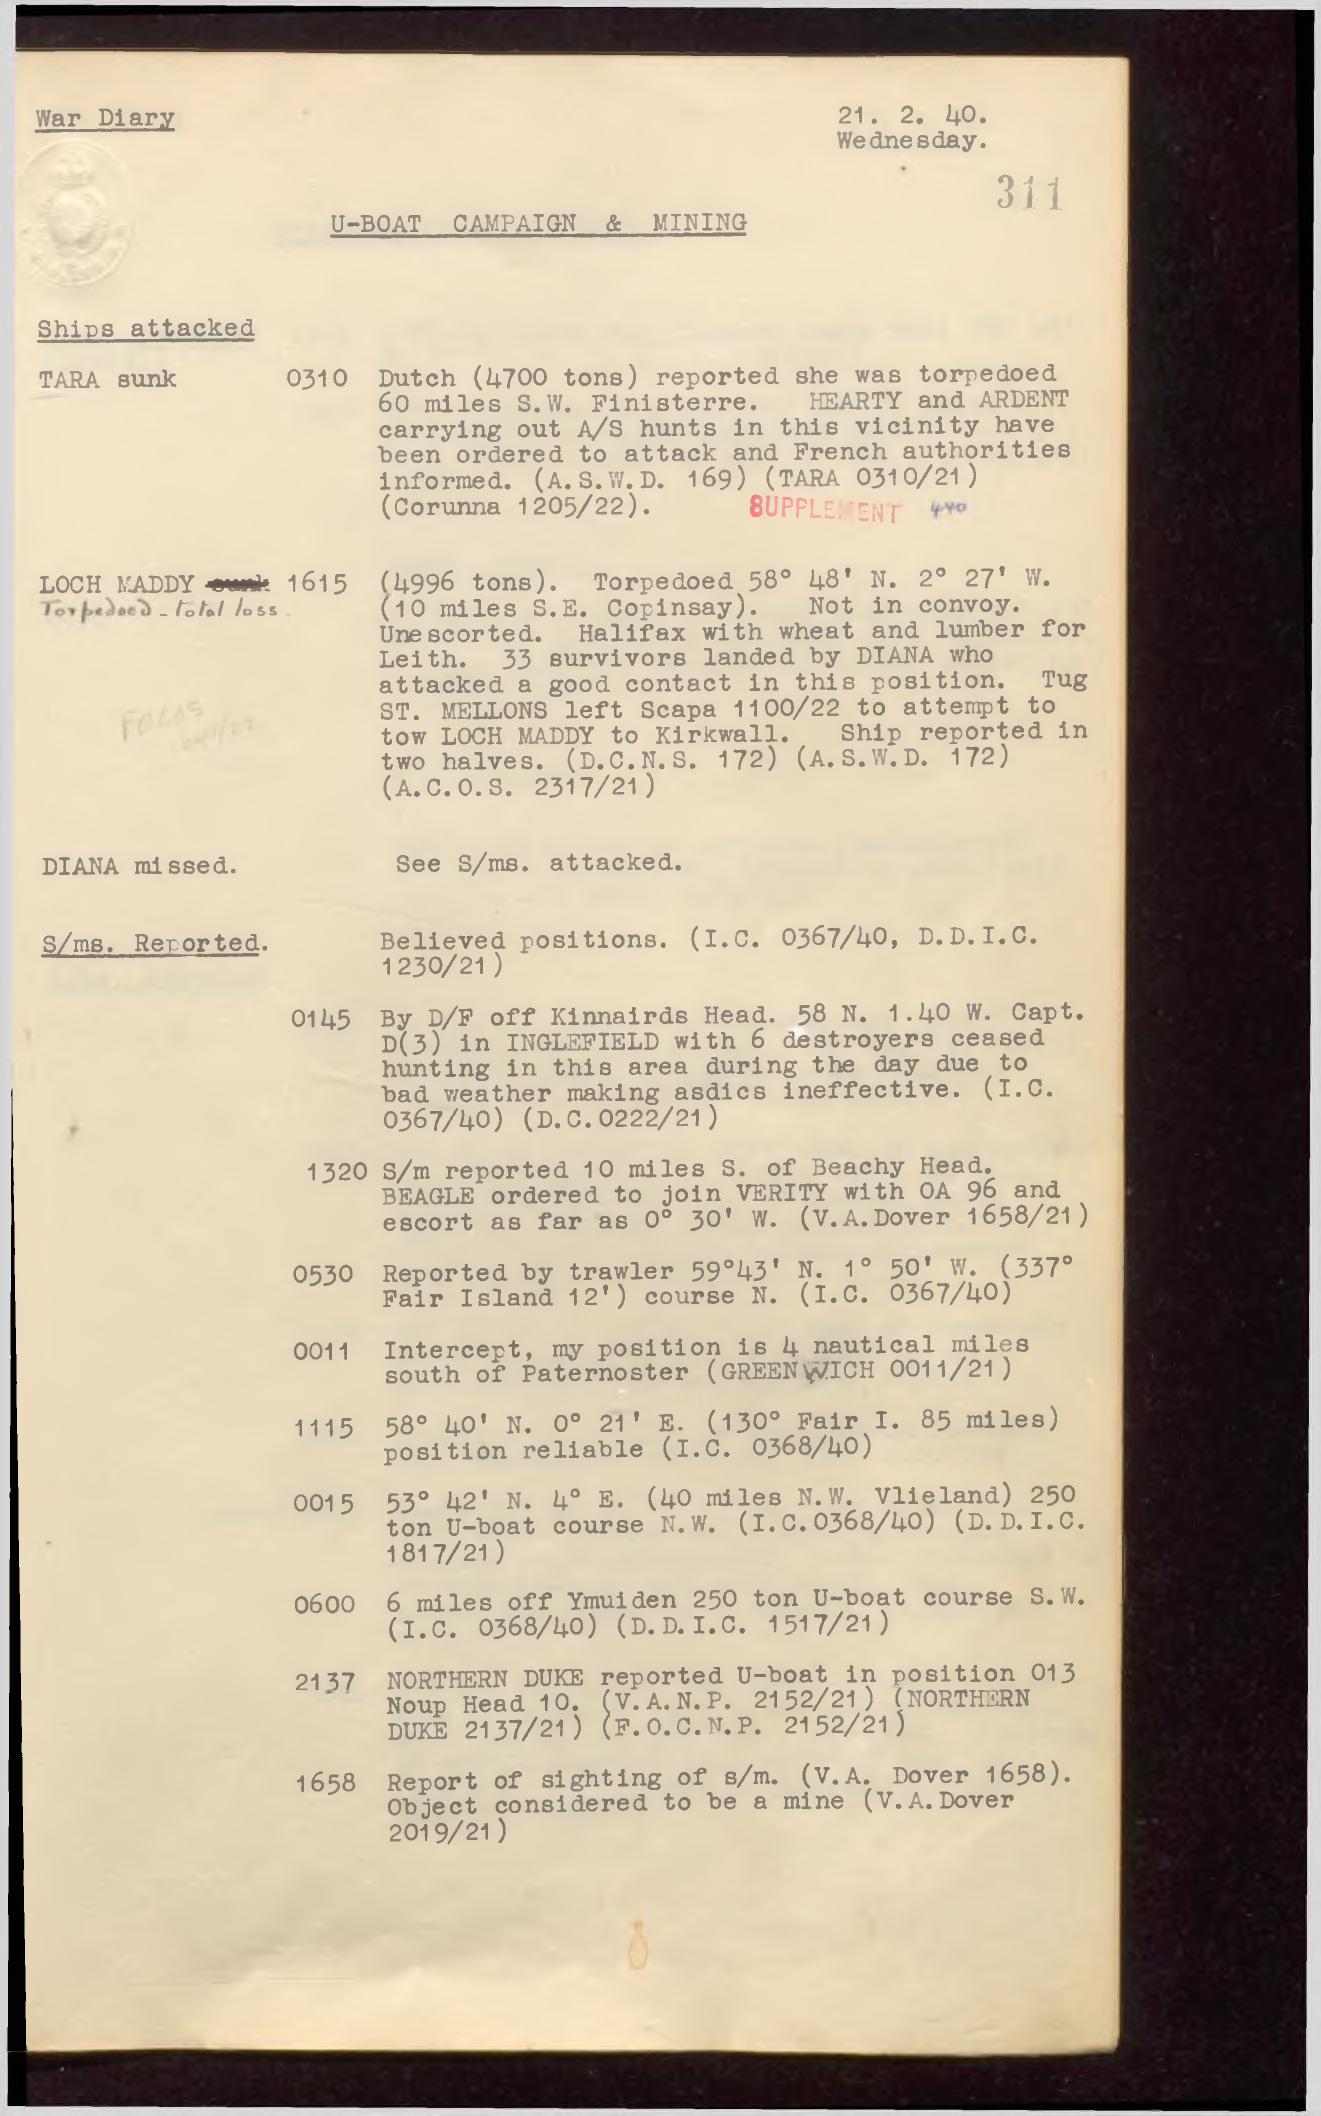 War Diary
21. 2. 40.
Wednesday.
311
U-BOAT CAMPAIGN & MINING
Ships attacked
TARA sunk 0310 Dutch (4700 tons) reported she was torpedoed
60 miles S.W. Finisterre. HEARTY and ARDENT
carrying out A/S hunts in this vicinity have
been ordered to attack and French authorities
informed. (A.S.W.D. 169) (TARA 0310/21)
(Corunna 1205/22). SUPPLEMENT 440
LOCH MADDY sunk 1615 (4996 tons). Torpedoed 58° 48' N. 2° 27' W.
Torpedoed - total loss. (10 miles S.E. Copinsay). Not in convoy.
Unescorted. Halifax with wheat and lumber for
Leith. 33 survivors landed by DIANA who
attacked a good contact in this position. Tug
ST. MELLONS left Scapa 1100/22 to attempt to
tow LOCH MADDY to Kirkwall. Ship reported in
two halves. (D.C.N.S. 172) (A.S.W.D. 172)
(A.C.O.S. 2317/21)
DIANA missed. See S/ms. attacked.
S/ms. Reported. Believed positions. (I.C. 0367/40, D.D.I.C.
1230/21)
0145 By D/F off Kinnairds Head. 58 N. 1.40 W. Capt.
D(3) in INGLEFIELD with 6 destroyers ceased
hunting in this area during the day due to
bad weather making asdics ineffective. (I.C.
0367/40) (D.C.0222/21)
1320 S/m reported 10 miles S. of Beachy Head.
BEAGLE ordered to join VERITY with OA 96 and
escort as far as 0° 30' W. (V.A.Dover 1658/21)
0530 Reported by trawler 59°43' N. 1° 50' W. (337°
Fair Island 12') course N. (I.C. 0367/40)
0011 Intercept, my position is 4 nautical miles
south of Paternoster (GREENWICH 0011/21)
1115 58° 40' N. 0° 21' E. (130° Fair I. 85 miles)
position reliable (I.C. 0368/40)
0015 53° 42' N. 4° E. (40 miles N.W. Vlieland) 250
ton U-boat course N.W. (I.C.0368/40) (D.D.I.C.
1817/21)
0600 6 miles off Ymuiden 250 ton U-boat course S.W.
(I.C. 0368/40) (D.D.I.C. 1517/21)
2137 NORTHERN DUKE reported U-boat in position 013
Noup Head 10. (V.A.N.P. 2152/21) (NORTHERN
DUKE 2137/21) (F.O.C.N.P. 2152/21)
1658 Report of sighting of s/m. (V.A. Dover 1658).
Object considered to be a mine (V.A.Dover
2019/21)